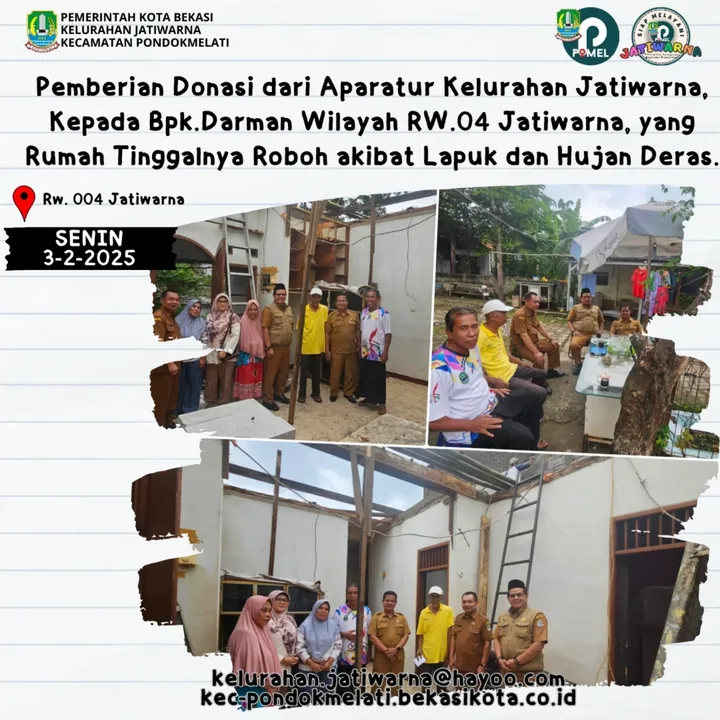 PEMERINTAH KOTA BEKASI
KELURAHAN JATIWARNA
KECAMATAN PONDOKMELATI
POMEL
SIAP MELAYANI
POMEL
JATIWARNA
Pemberian Donasi dari Aparatur Kelurahan Jatiwarna,
Kepada Bpk.Darman Wilayah RW.04 Jatiwarna, yang
Rumah Tinggalnya Roboh akibat Lapuk dan Hujan Deras.
Rw. 004 Jatiwarna
SENIN
3-2-2025
kelurahan.jatiwarna@hayoo.com
kec-pondokmelati.bekasikota.co.id